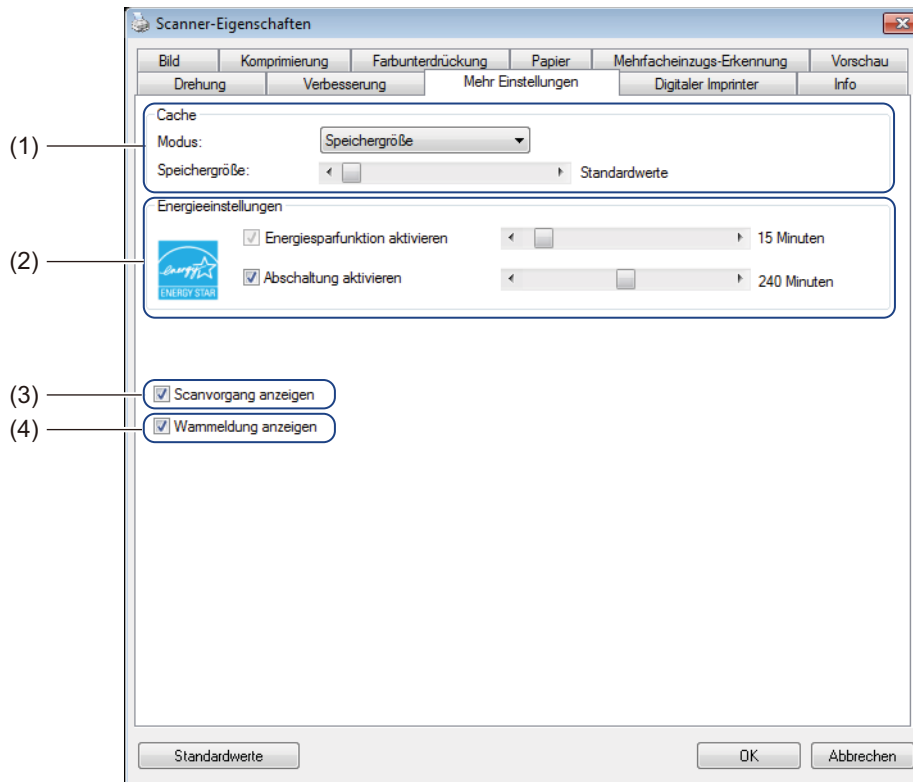 Scanner-Eigenschaften
Bild Komprimierung Farbunterdrückung Papier Mehrfacheinzugs-Erkennung Vorschau
Drehung Verbesserung Mehr Einstellungen Digitaler Imprinter Info
(1)
Cache
Modus: Speichergröße
Speichergröße: Standardwerte
(2)
Energieeinstellungen
energy
ENERGY STAR
Energiesparfunktion aktivieren 15 Minuten
Abschaltung aktivieren 240 Minuten
(3) Scanvorgang anzeigen
(4) Warnmeldung anzeigen
Standardwerte OK Abbrechen